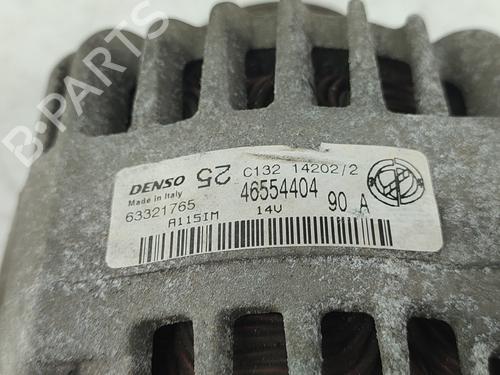 B-PARTS
DENSO
Made in Italy
25
C132 14202/2
46554404
63321765
14V
90 A
A115IM